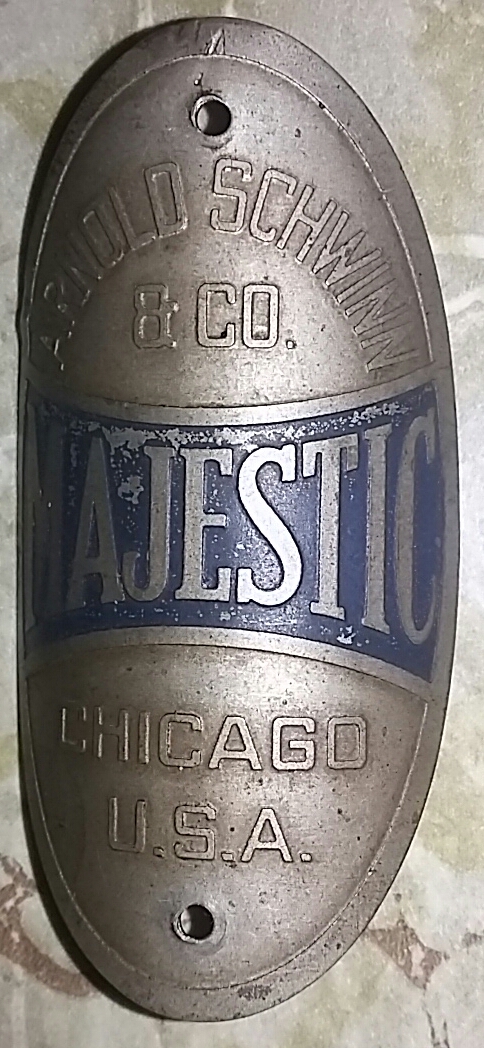 ARNOLD SCHWINN
& CO.
MAJESTIC
CHICAGO
U.S.A.